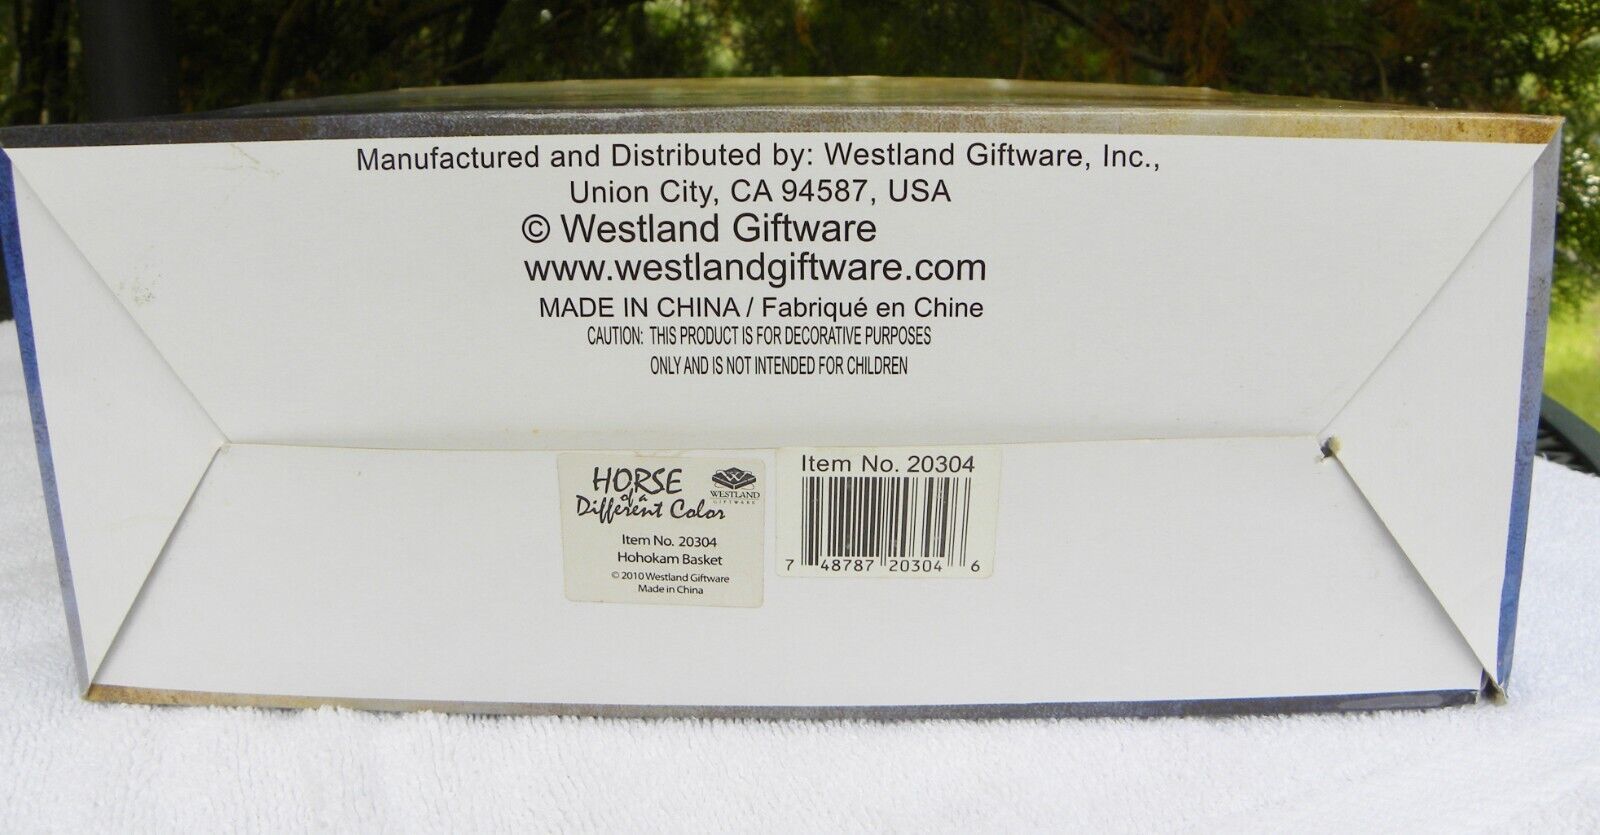 Manufactured and Distributed by: Westland Giftware, Inc.,
Union City, CA 94587, USA
© Westland Giftware
www.westlandgiftware.com
MADE IN CHINA / Fabriqué en Chine
CAUTION: THIS PRODUCT IS FOR DECORATIVE PURPOSES
ONLY AND IS NOT INTENDED FOR CHILDREN
HORSE
of a
Different Color
WESTLAND
GIFTWARE
Item No. 20304
Hohokam Basket
© 2010 Westland Giftware
Made in China
Item No. 20304
7 48787 20304 6